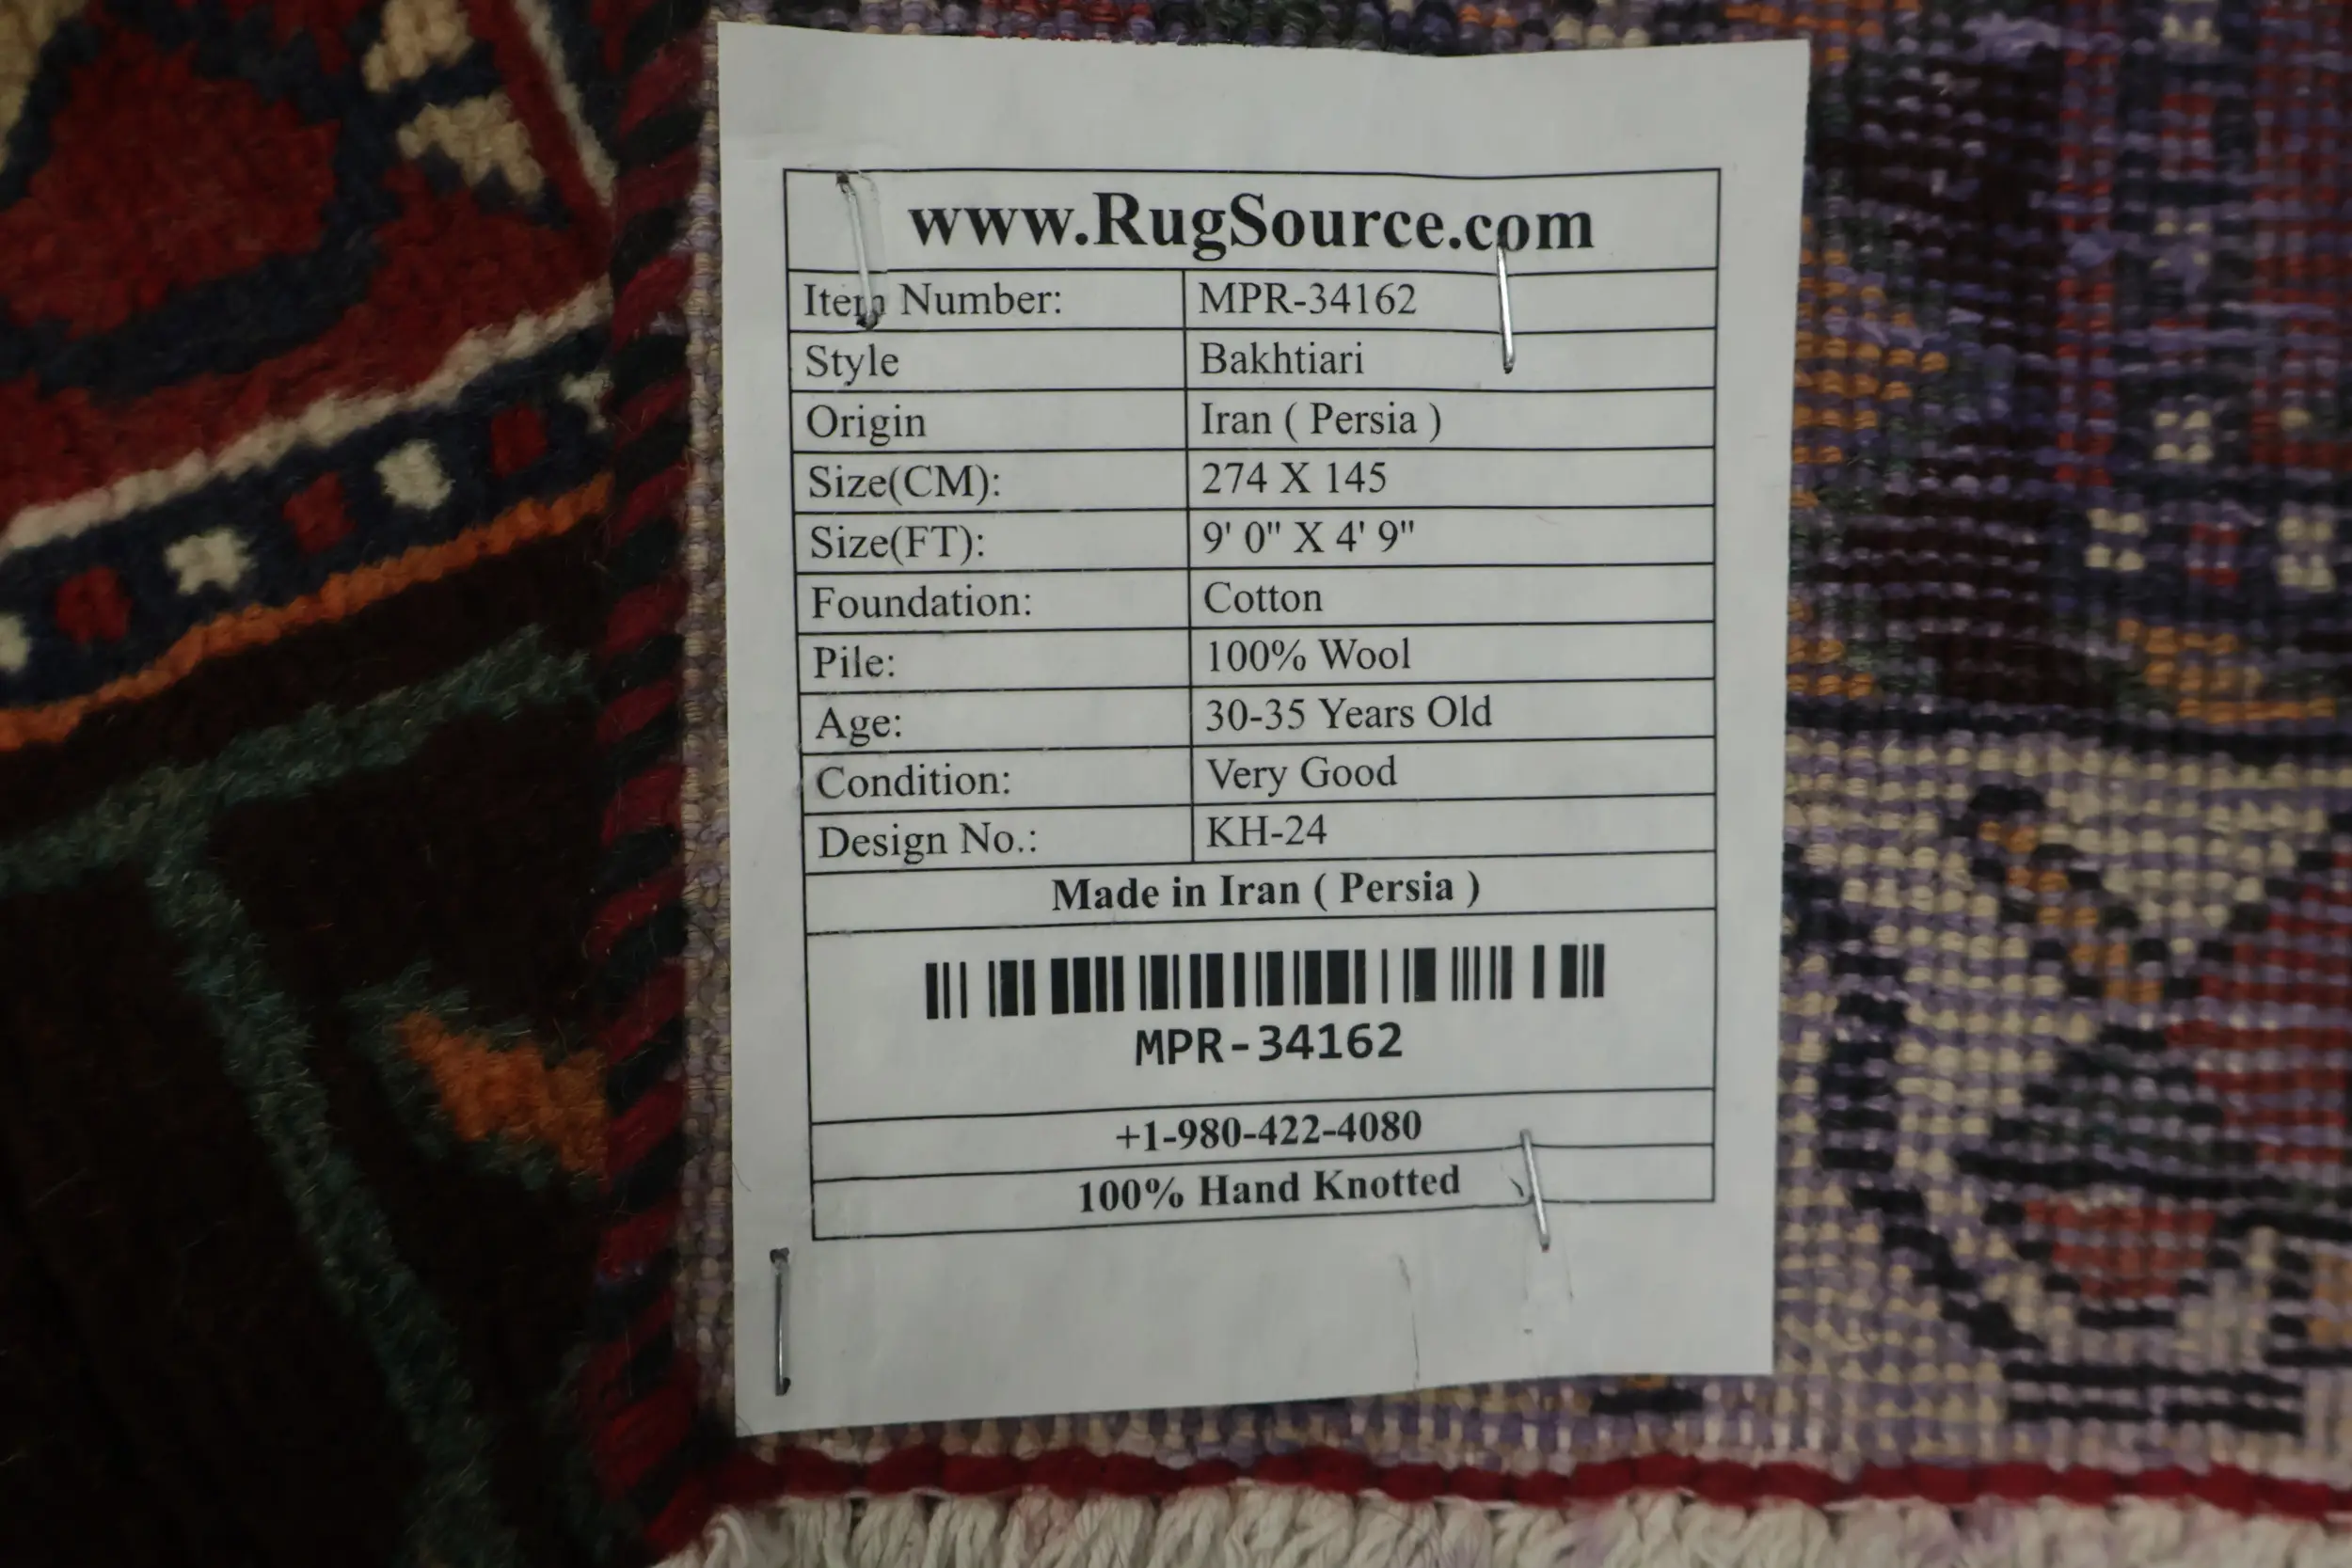 www.RugSource.com
Item Number: MPR-34162
Style Bakhtiari
Origin Iran ( Persia )
Size(CM): 274 X 145
Size(FT): 9' 0" X 4' 9"
Foundation: Cotton
Pile: 100% Wool
Age: 30-35 Years Old
Condition: Very Good
Design No.: KH-24
Made in Iran ( Persia )
MPR-34162
+1-980-422-4080
100% Hand Knotted